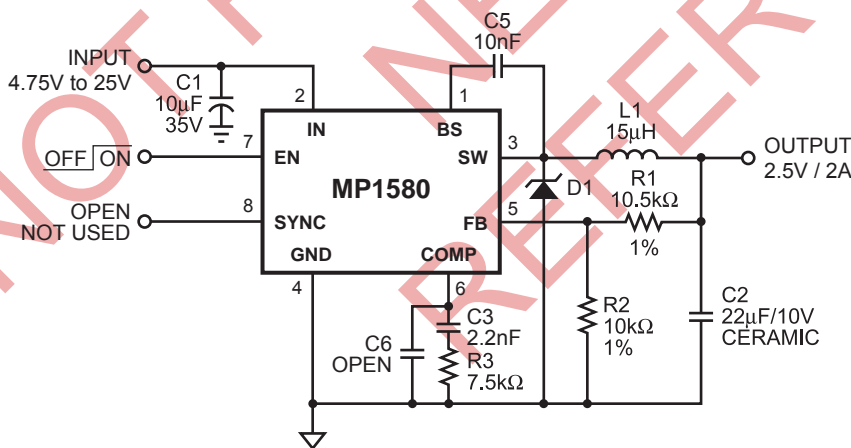 NOT
NE
REFER
C5
10nF
INPUT
4.75V to 25V
C1
10µF
35V
2
1
IN
BS
L1
15µH
3
SW
OUTPUT
2.5V / 2A
OFF ON
7
EN
D1
R1
10.5kΩ
1%
MP1580
OPEN
NOT USED
8
SYNC
FB
5
GND
COMP
4
6
C3
2.2nF
R2
10kΩ
1%
C2
22µF/10V
CERAMIC
C6
OPEN
R3
7.5kΩ